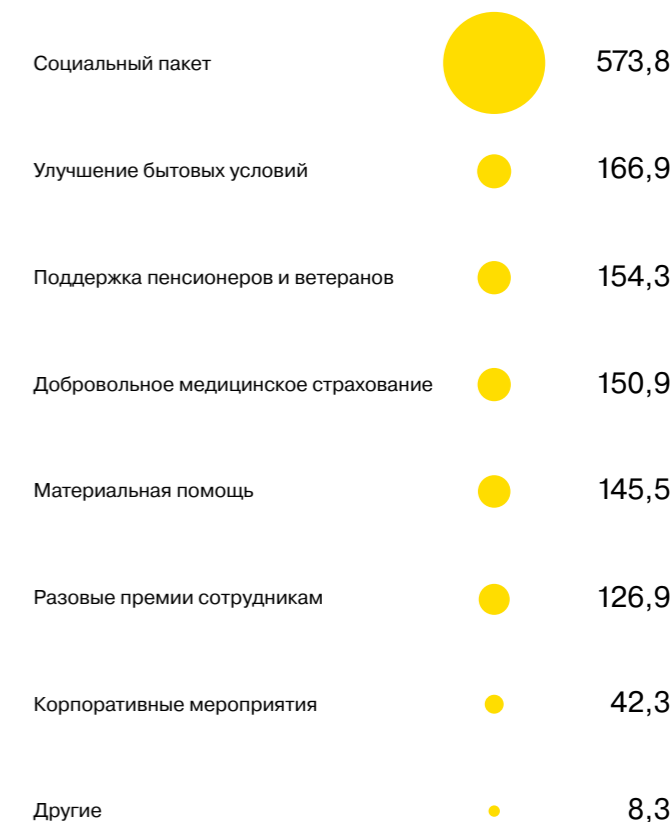 Социальный пакет 573,8
Улучшение бытовых условий 166,9
Поддержка пенсионеров и ветеранов 154,3
Добровольное медицинское страхование 150,9
Материальная помощь 145,5
Разовые премии сотрудникам 126,9
Корпоративные мероприятия 42,3
Другие 8,3